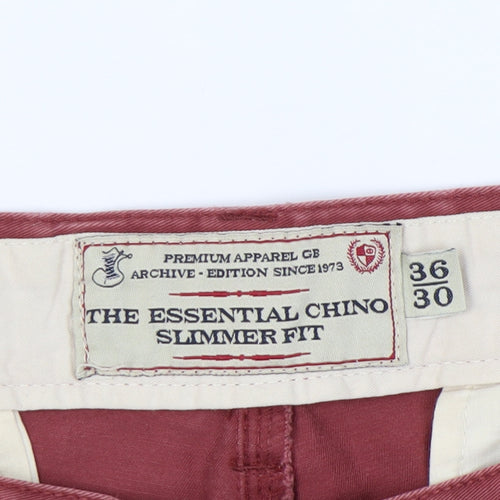 PREMIUM APPAREL GB
ARCHIVE - EDITION SINCE 1973
THE ESSENTIAL CHINO
SLIMMER FIT
36
30